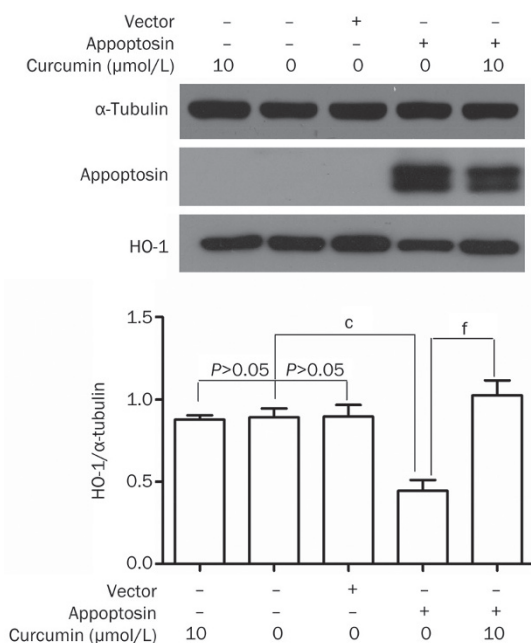 Vector – – + – –
Appoptosin – – – + +
Curcumin (μmol/L) 10 0 0 0 10
α-Tubulin
Appoptosin
HO-1
1.5
c f
P>0.05 P>0.05
1.0
HO-1/α-tubulin
0.5
0.0
Vector – – + – –
Appoptosin – – – + +
Curcumin (μmol/L) 10 0 0 0 10